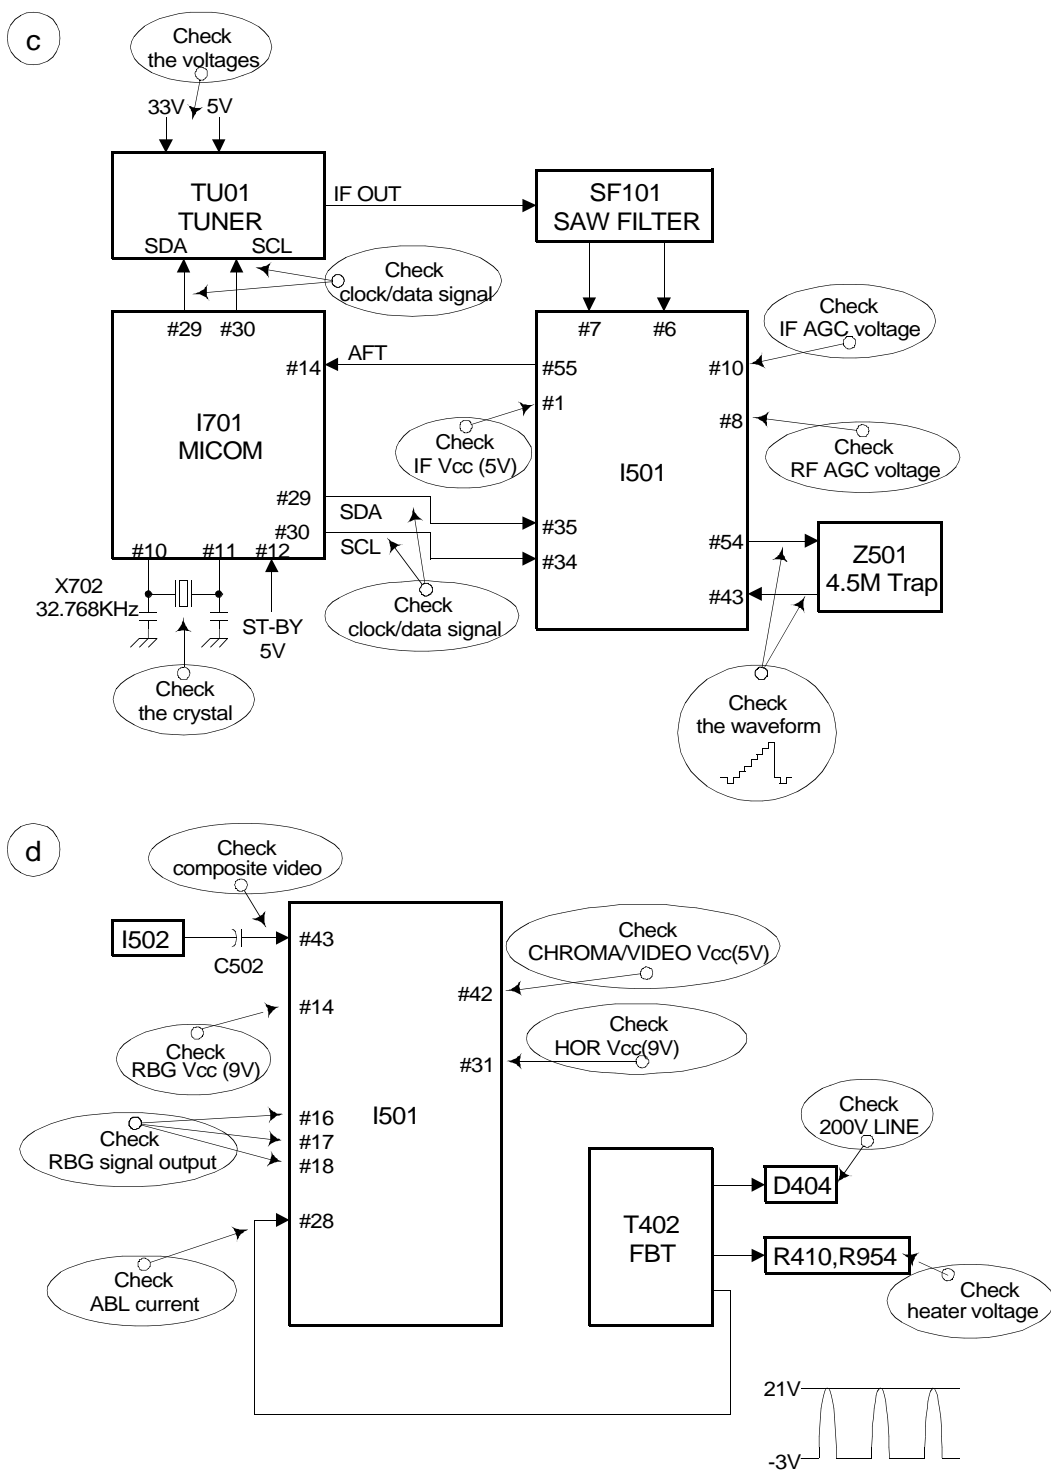 c
Check
the voltages
33V
5V
TU01
TUNER
SDA
SCL
IF OUT
SF101
SAW FILTER
Check
clock/data signal
#29
#30
#14
AFT
I701
MICOM
#29
#30
SDA
SCL
#10
#11
#12
X702
32.768KHz
ST-BY
5V
Check
the crystal
Check
clock/data signal
#7
#6
#55
#1
Check
IF Vcc (5V)
I501
#35
#34
#10
#8
#54
#43
Check
IF AGC voltage
Check
RF AGC voltage
Z501
4.5M Trap
Check
the waveform
d
Check
composite video
I502
C502
#43
#14
Check
RBG Vcc (9V)
#16
#17
#18
Check
RBG signal output
#28
Check
ABL current
I501
#42
#31
Check
CHROMA/VIDEO Vcc(5V)
Check
HOR Vcc(9V)
Check
200V LINE
T402
FBT
D404
R410,R954
Check
heater voltage
21V
-3V